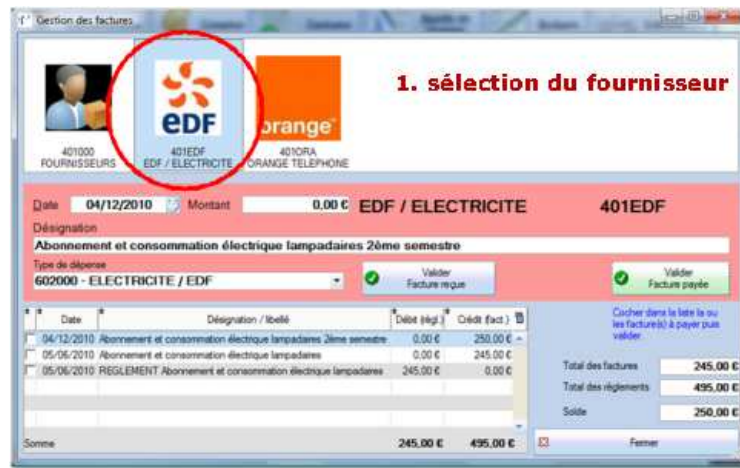 Gestion des factures
1. sélection du fournisseur
eDF
orange
401000
FOURNISSEURS
401EDF
EDF / ELECTRICITE
401ORA
ORANGE TELEPHONE
Date 04/12/2010 Montant 0,00 € EDF / ELECTRICITE 401EDF
Désignation
Abonnement et consommation électrique lampadaires 2ème semestre
Type de dépense
602000 - ELECTRICITE / EDF
Valider
Facture reçue
Valider
Facture payée
Date Désignation / libellé Débit (règl.) Crédit (fact.)
04/12/2010 Abonnement et consommation électrique lampadaires 2ème semestre 0,00 € 250,00 €
05/06/2010 Abonnement et consommation électrique lampadaires 0,00 € 245,00 €
05/06/2010 REGLEMENT Abonnement et consommation électrique lampadaires 245,00 € 0,00 €
Somme 245,00 € 495,00 €
Cocher dans la liste la ou
les facture(s) à payer puis
valider
Total des factures 245,00 €
Total des règlements 495,00 €
Solde 250,00 €
Fermer